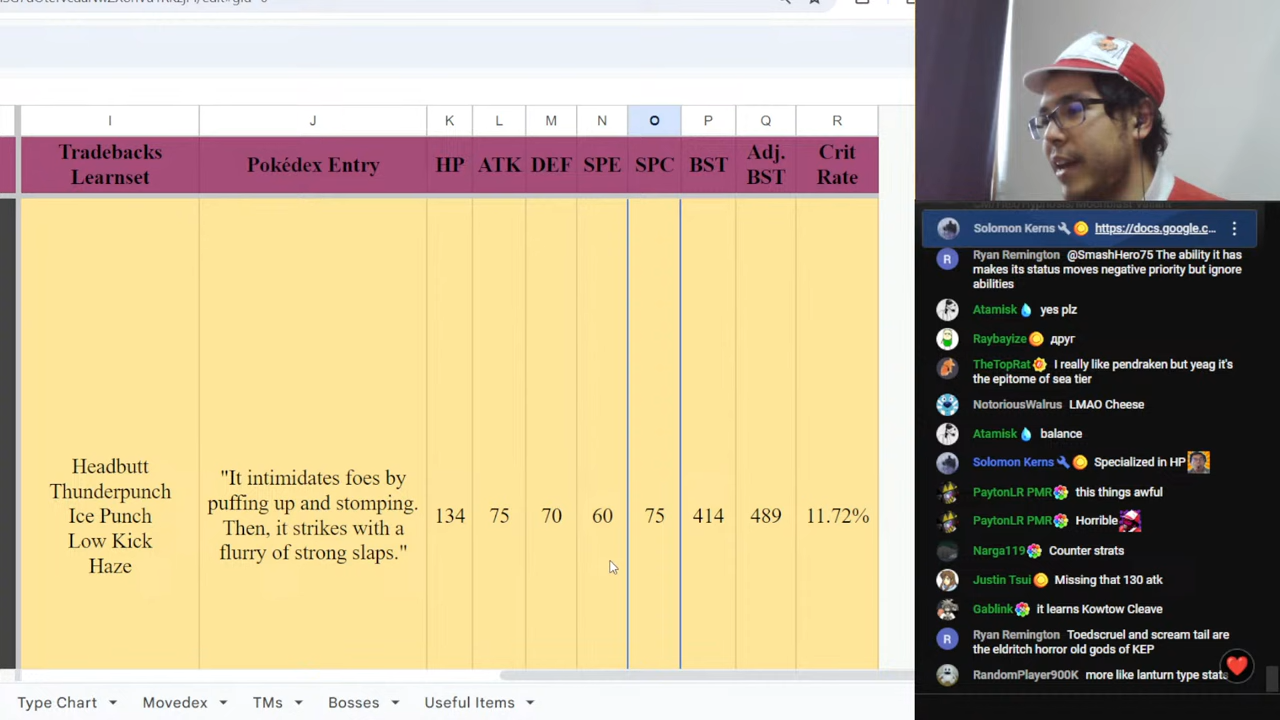 I J K L M N O P Q R
Tradebacks
Learnset
Pokédex Entry
HP
ATK
DEF
SPE
SPC
BST
Adj.
BST
Crit
Rate
Headbutt
Thunderpunch
Ice Punch
Low Kick
Haze
"It intimidates foes by
puffing up and stomping.
Then, it strikes with a
flurry of strong slaps."
134
75
70
60
75
414
489
11.72%
Type Chart
Movedex
TMs
Bosses
Useful Items
Solomon Kerns https://docs.google.c...
Ryan Remington @SmashHero75 The ability it has
makes its status moves negative priority but ignore
abilities
Atamisk yes plz
Raybayize друг
TheTopRat I really like pendraken but yeag it's
the epitome of sea tier
NotoriousWalrus LMAO Cheese
Atamisk balance
Solomon Kerns Specialized in HP
PaytonLR PMR this things awful
PaytonLR PMR Horrible
Narga119 Counter strats
Justin Tsui Missing that 130 atk
Gablink it learns Kowtow Cleave
Ryan Remington Toedscruel and scream tail are
the eldritch horror old gods of KEP
RandomPlayer900K more like lanturn type stats